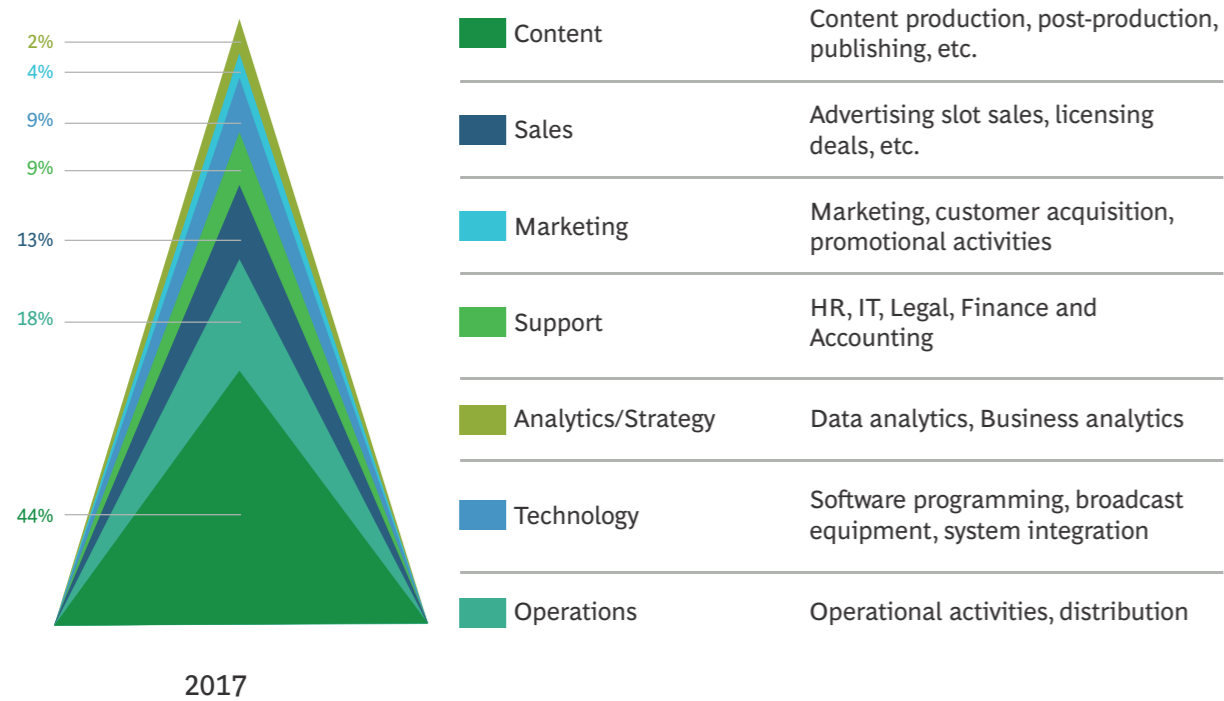 2%
4%
9%
9%
13%
18%
44%
2017
Content
Content production, post-production,
publishing, etc.
Sales
Advertising slot sales, licensing
deals, etc.
Marketing
Marketing, customer acquisition,
promotional activities
Support
HR, IT, Legal, Finance and
Accounting
Analytics/Strategy
Data analytics, Business analytics
Technology
Software programming, broadcast
equipment, system integration
Operations
Operational activities, distribution